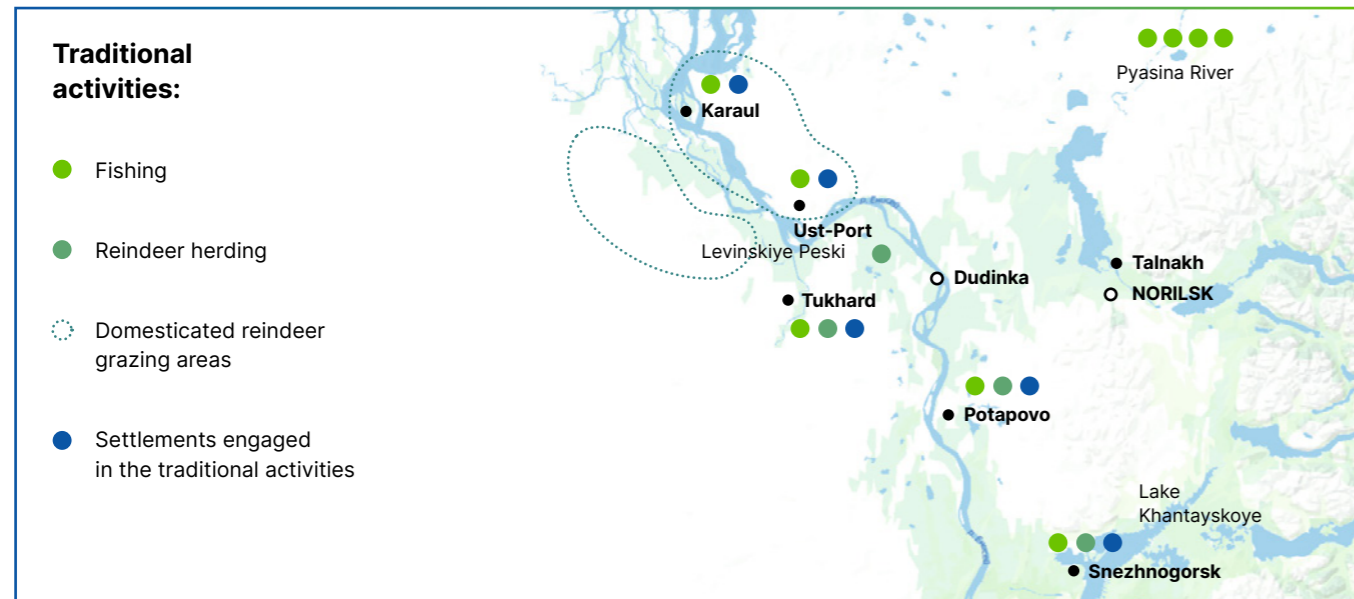 Traditional
activities:
Fishing
Reindeer herding
Domesticated reindeer
grazing areas
Settlements engaged
in the traditional activities
Pyasina River
Karaul
Ust-Port
Levinskiye Peski
Tukhard
Dudinka
Talnakh
NORILSK
Potapovo
Lake
Khantayskoye
Snezhnogorsk